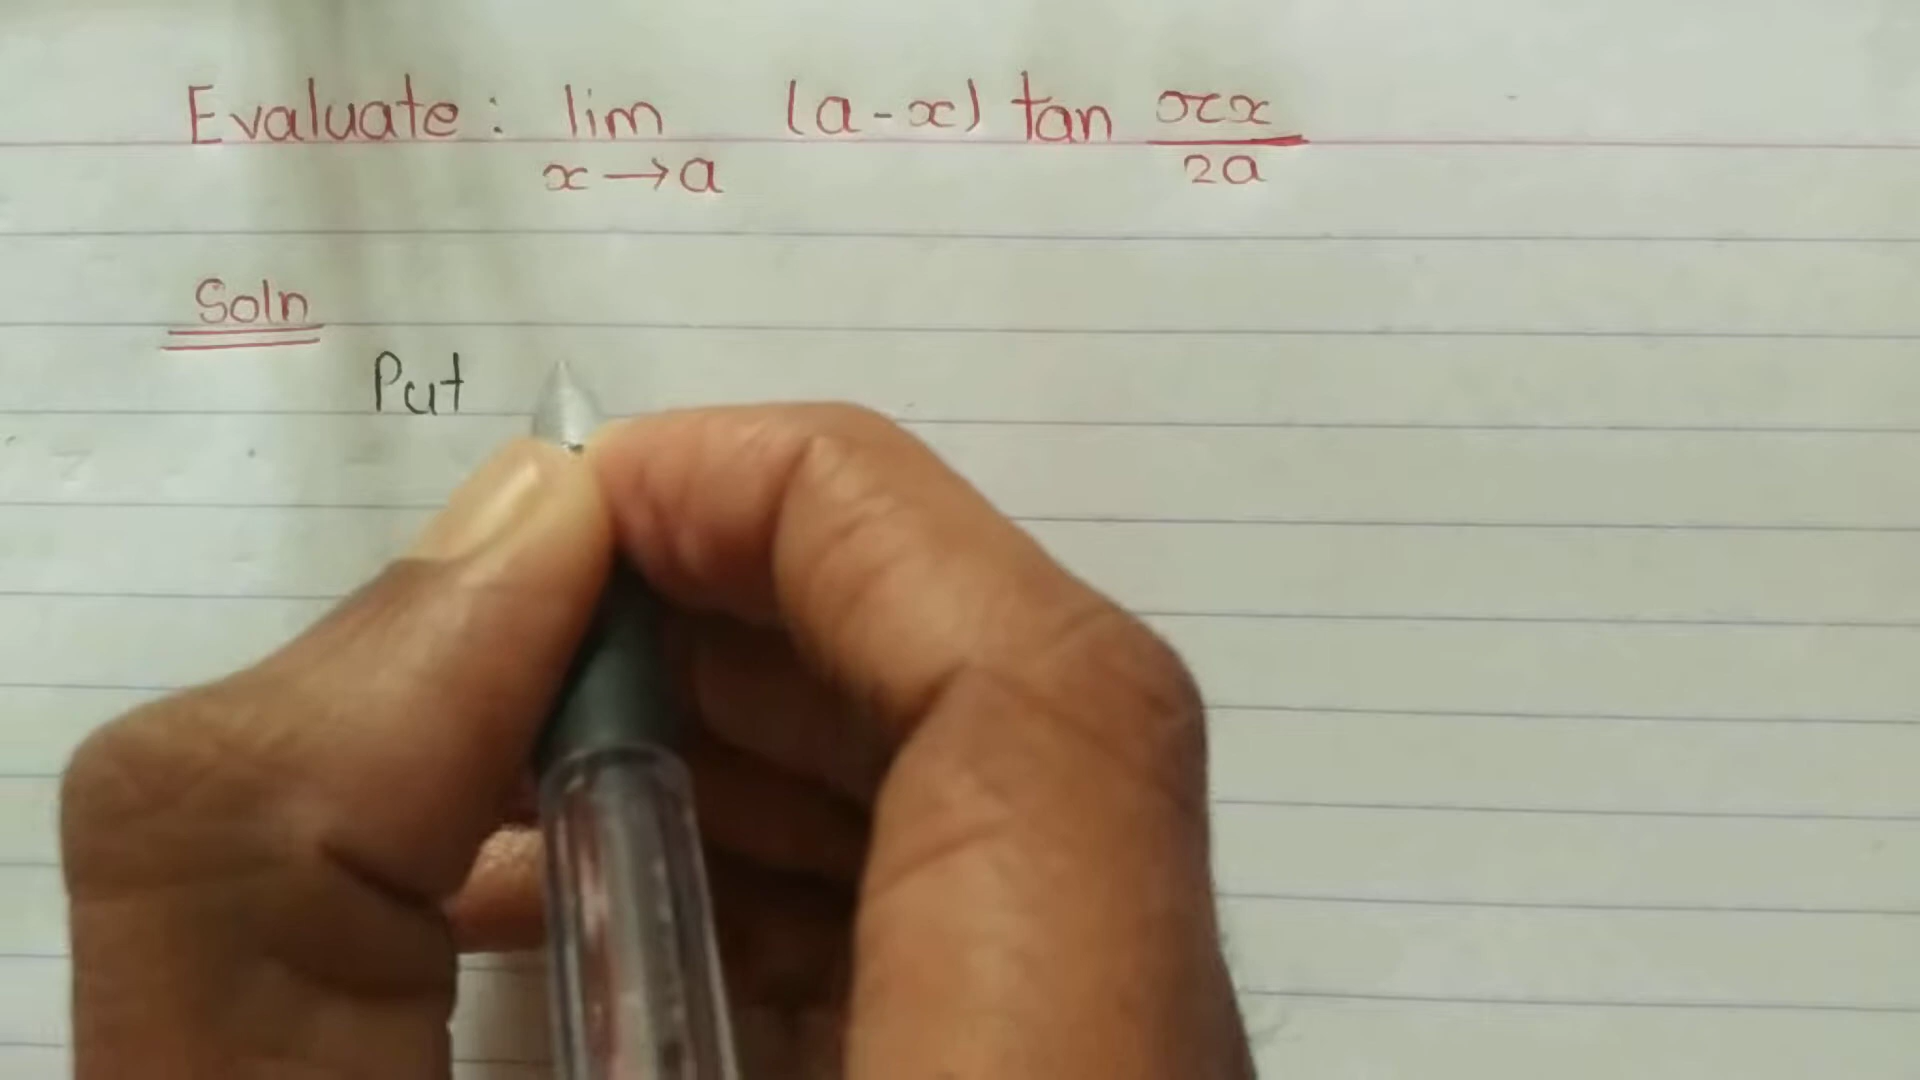 Evaluate: lim (a-x) tan πx
x→a 2a
Soln
Put